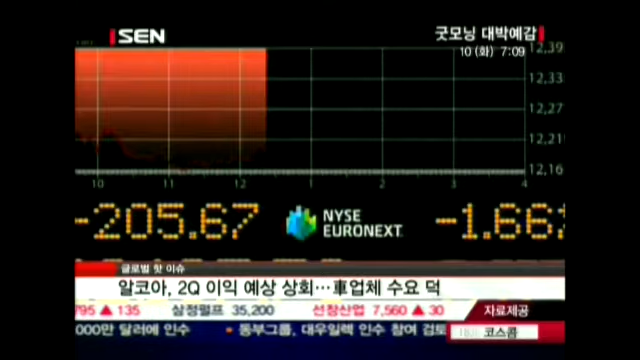 SEN
굿모닝 대박예감
10 (화) 7:09
12,39
12,33
12,27
12,21
12,16
10 11 12 1 2 3 4
-205.67
NYSE
EURONEXT
-1.66
글로벌 핫 이슈
알코아, 2Q 이익 예상 상회…車업체 수요 덕
795 ▲ 135 삼정펄프 35,200 선장산업 7,560 ▲ 30
자료제공
000만 달러에 인수 ▪ 동부그룹, 대우일렉 인수 참여 검토
코스콤